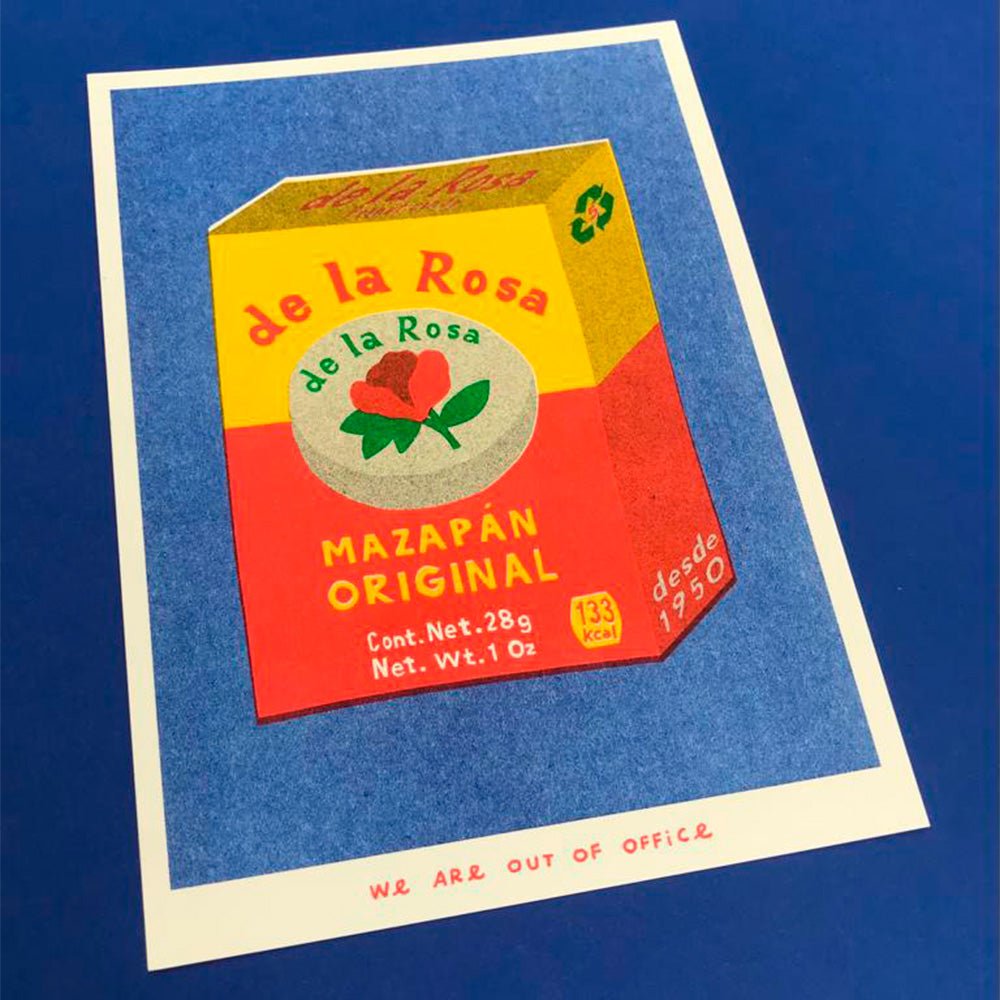 de la Rosa
de la Rosa
de la Rosa
MAZAPÁN
ORIGINAL
Cont.Net.28g
Net. Wt.1 Oz
133
kcal
desde
1950
5
we ARe OUT OF OFFice